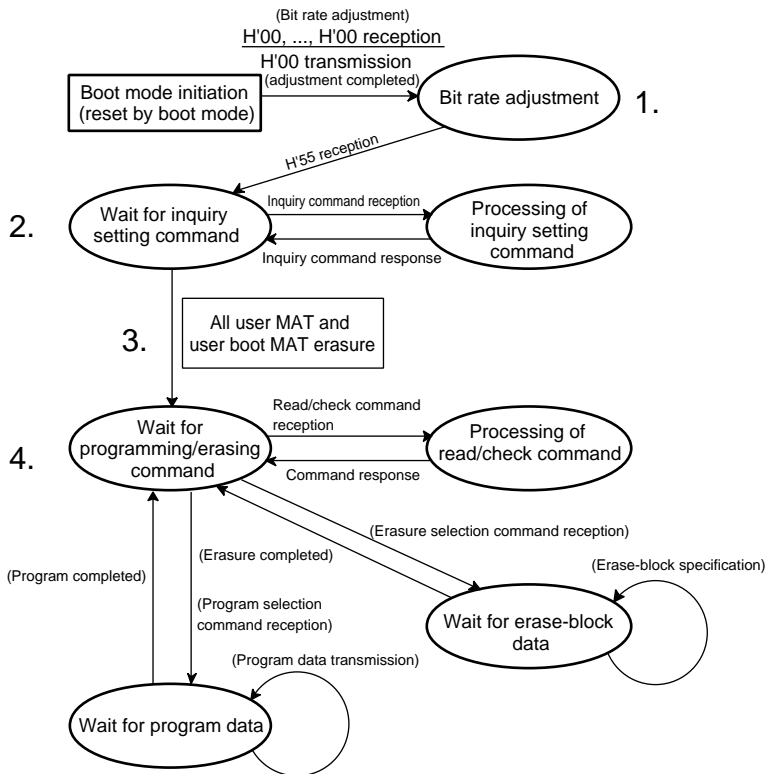 (Bit rate adjustment)
H'00, ..., H'00 reception
H'00 transmission
(adjustment completed)
Boot mode initiation
(reset by boot mode)
Bit rate adjustment
1.
H'55 reception
2.
Wait for inquiry
setting command
Inquiry command reception
Inquiry command response
Processing of
inquiry setting
command
3.
All user MAT and
user boot MAT erasure
4.
Wait for
programming/erasing
command
Read/check command
reception
Command response
Processing of
read/check command
(Erasure selection command reception)
(Program completed)
(Erasure completed)
(Program selection
command reception)
(Erase-block specification)
Wait for erase-block
data
(Program data transmission)
Wait for program data